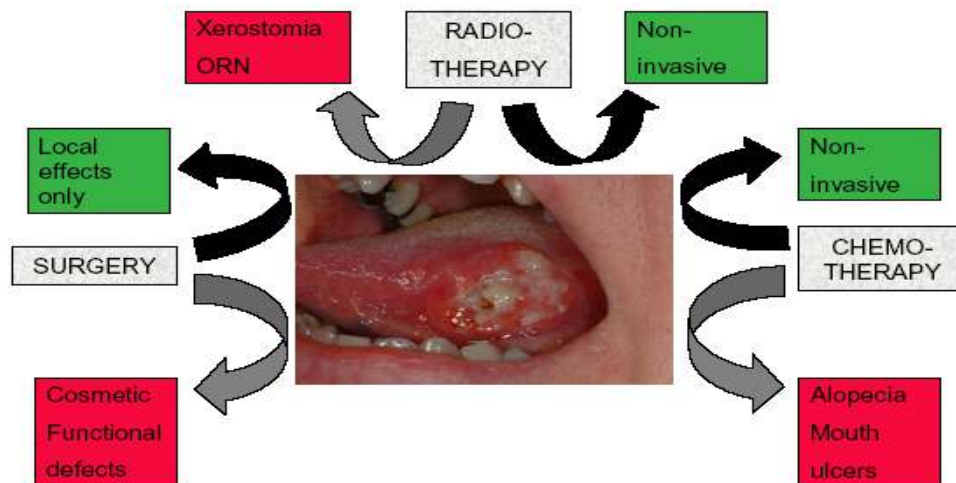 Xerostomia
ORN
RADIO-
THERAPY
Non-
invasive
Local
effects
only
Non-
invasive
SURGERY
CHEMO-
THERAPY
Cosmetic
Functional
defects
Alopecia
Mouth
ulcers